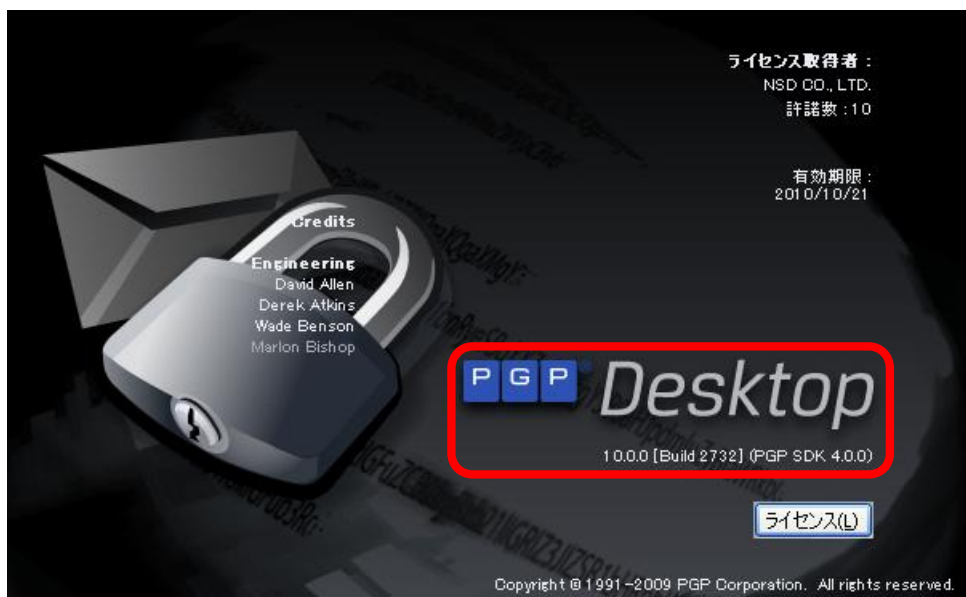 ライセンス取得者 :
NSD CO., LTD.
許諾数 :10
有効期限 :
2010/10/21
Credits
Engineering
David Allen
Derek Atkins
Wade Benson
Marlon Bishop
PGP® Desktop
10.0.0 [Build 2732] (PGP SDK 4.0.0)
ライセンス(L)
Copyright © 1991-2009 PGP Corporation. All rights reserved.